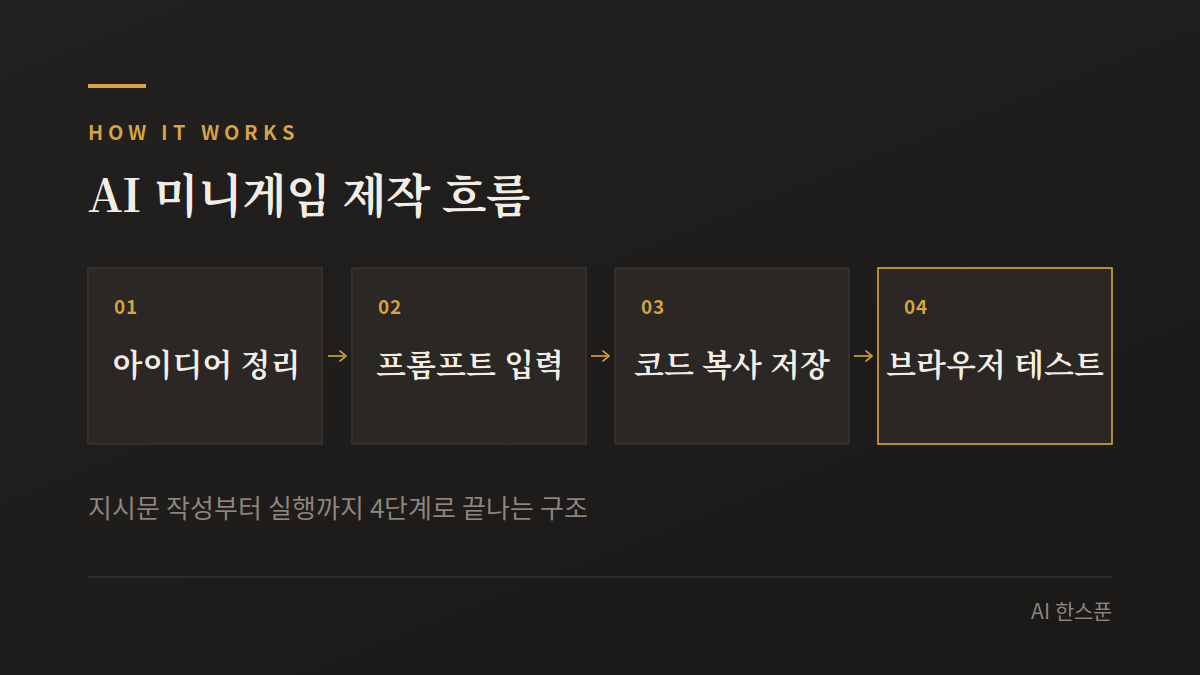 HOW IT WORKS
AI 미니게임 제작 흐름
01
아이디어 정리
02
프롬프트 입력
03
코드 복사 저장
04
브라우저 테스트
지시문 작성부터 실행까지 4단계로 끝나는 구조
AI 한스푼